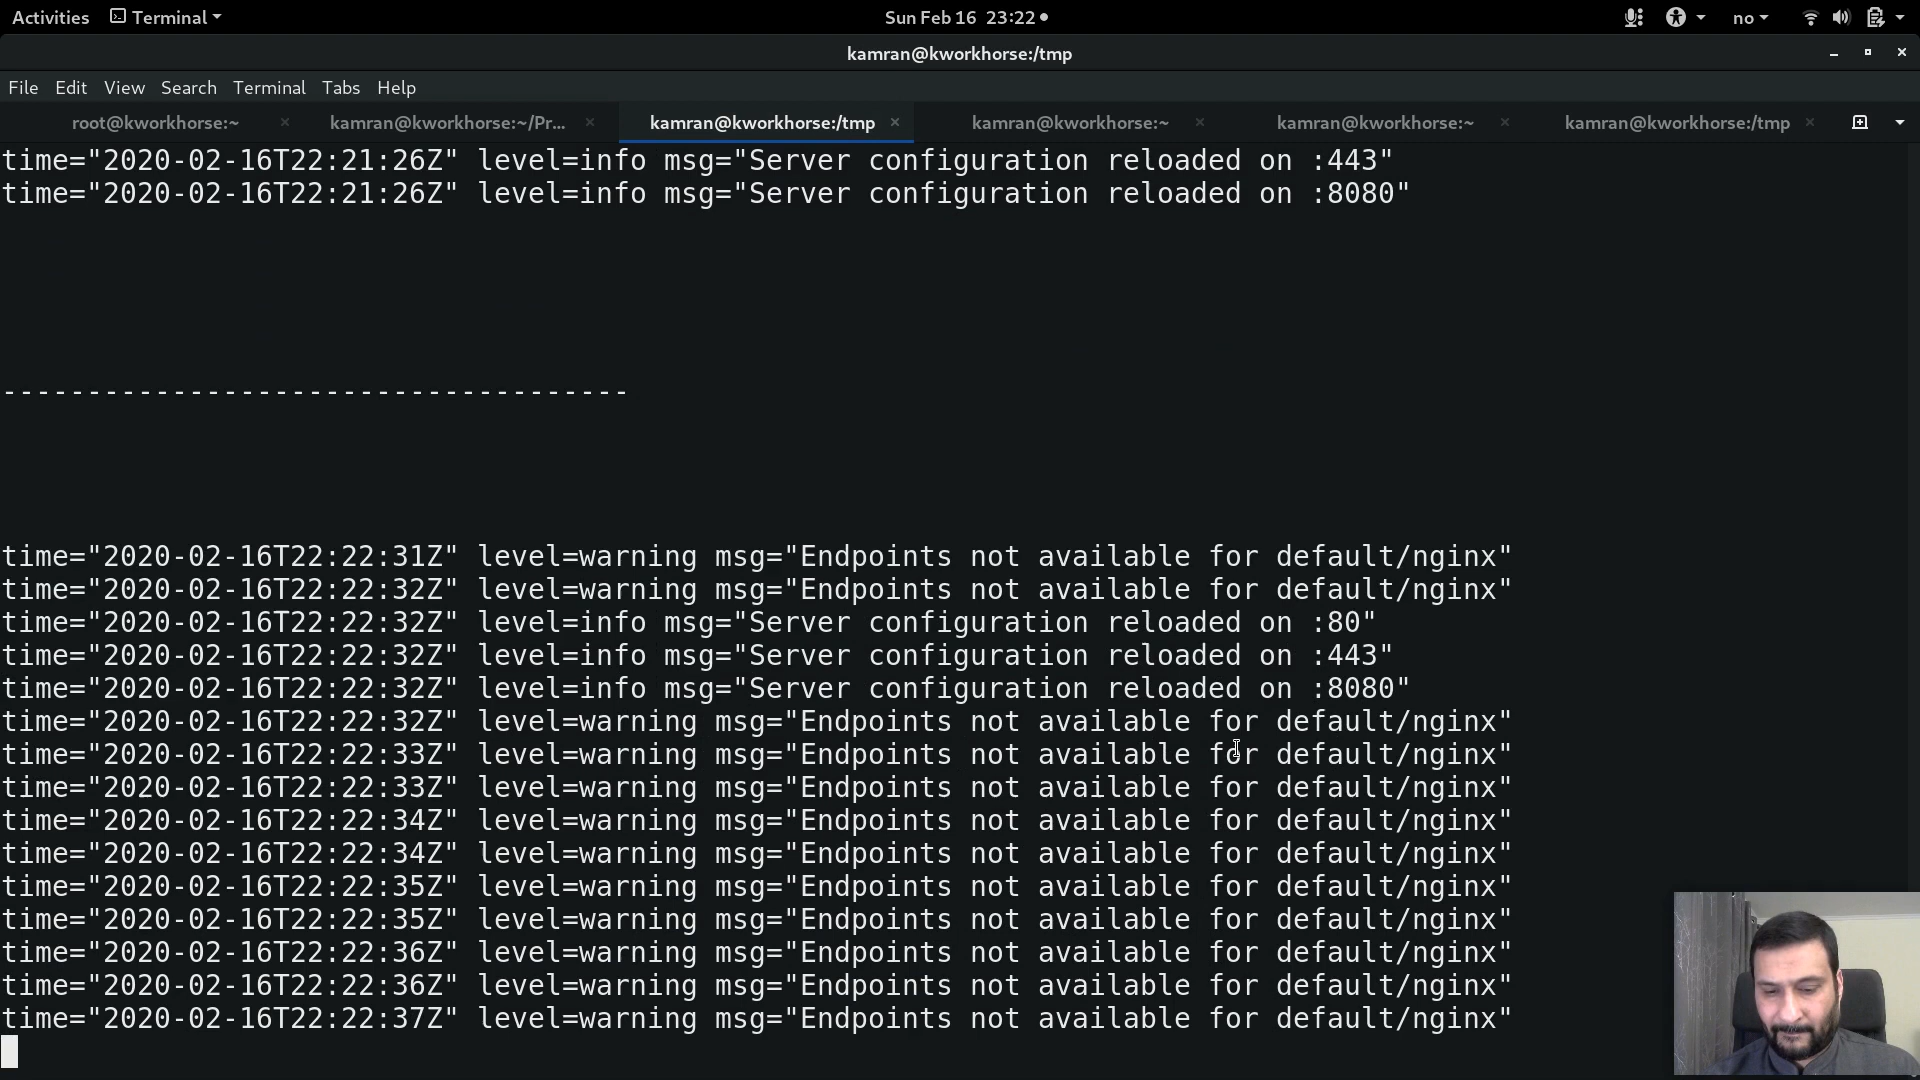 Activities Terminal Sun Feb 16 23:22 no
kamran@kworkhorse:/tmp
File Edit View Search Terminal Tabs Help
root@kworkhorse:~ kamran@kworkhorse:~/Pr... kamran@kworkhorse:/tmp kamran@kworkhorse:~ kamran@kworkhorse:~ kamran@kworkhorse:/tmp
time="2020-02-16T22:21:26Z" level=info msg="Server configuration reloaded on :443"
time="2020-02-16T22:21:26Z" level=info msg="Server configuration reloaded on :8080"
-------------------------------------
time="2020-02-16T22:22:31Z" level=warning msg="Endpoints not available for default/nginx"
time="2020-02-16T22:22:32Z" level=warning msg="Endpoints not available for default/nginx"
time="2020-02-16T22:22:32Z" level=info msg="Server configuration reloaded on :80"
time="2020-02-16T22:22:32Z" level=info msg="Server configuration reloaded on :443"
time="2020-02-16T22:22:32Z" level=info msg="Server configuration reloaded on :8080"
time="2020-02-16T22:22:32Z" level=warning msg="Endpoints not available for default/nginx"
time="2020-02-16T22:22:33Z" level=warning msg="Endpoints not available for default/nginx"
time="2020-02-16T22:22:33Z" level=warning msg="Endpoints not available for default/nginx"
time="2020-02-16T22:22:34Z" level=warning msg="Endpoints not available for default/nginx"
time="2020-02-16T22:22:34Z" level=warning msg="Endpoints not available for default/nginx"
time="2020-02-16T22:22:35Z" level=warning msg="Endpoints not available for default/nginx"
time="2020-02-16T22:22:35Z" level=warning msg="Endpoints not available for default/nginx"
time="2020-02-16T22:22:36Z" level=warning msg="Endpoints not available for default/nginx"
time="2020-02-16T22:22:36Z" level=warning msg="Endpoints not available for default/nginx"
time="2020-02-16T22:22:37Z" level=warning msg="Endpoints not available for default/nginx"